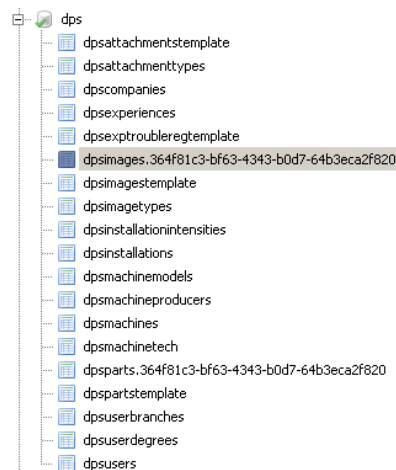 dps
dpsattachmentstemplate
dpsattachmenttypes
dpscompanies
dpsexperiences
dpsexptroubleregtemplate
dpsimages.364f81c3-bf63-4343-b0d7-64b3eca2f820
dpsimagestemplate
dpsimagetypes
dpsinstallationintensities
dpsinstallations
dpsmachinemodels
dpsmachineproducers
dpsmachines
dpsmachinetech
dpsparts.364f81c3-bf63-4343-b0d7-64b3eca2f820
dpspartstemplate
dpsuserbranches
dpsuserdegrees
dpsusers